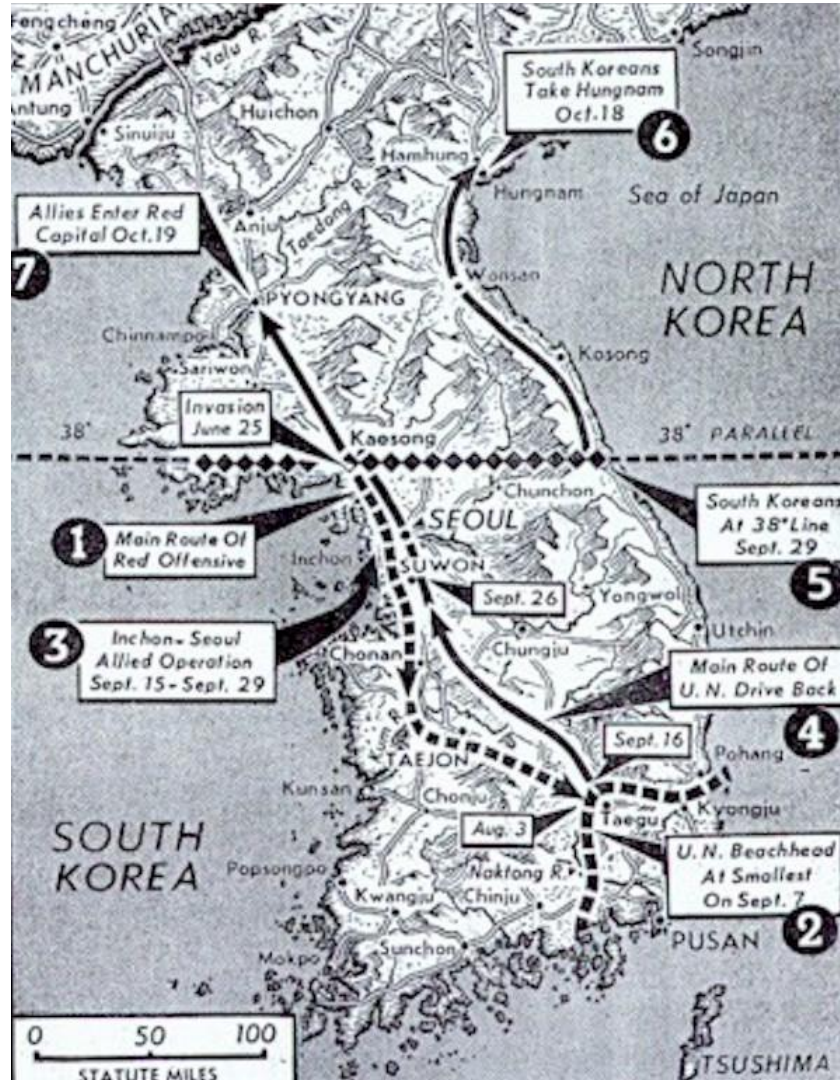 Fengcheng
MANCHURIA
Yalu R.
Songjin
Antung
Sinuiju
Huichon
South Koreans
Take Hungnam
Oct. 18
6
Hamhung
Hungnam
Sea of Japan
Allies Enter Red
Capital Oct. 19
7
Anju
Taedong R.
Wonsan
PYONGYANG
NORTH
KOREA
Chinnampo
Kosong
Sariwon
Invasion
June 25
38°
Kaesong
38° PARALLEL
Chunchon
South Koreans
At 38° Line
Sept. 29
5
1
Main Route Of
Red Offensive
SEOUL
Inchon
SUWON
Sept. 26
Yongwol
Utchin
3
Inchon - Seoul
Allied Operation
Sept. 15 - Sept. 29
Chonan
Chungju
Main Route Of
U.N. Drive Back
4
R.
Sept. 16
Pohang
TAEJON
Kunsan
Chonju
Aug. 3
Taegu
Kyongju
SOUTH
KOREA
Popsongpo
Naktong R.
U.N. Beachhead
At Smallest
On Sept. 7
2
Kwangju
Chinju
PUSAN
Sunchon
Mokpo
0 50 100
STATUTE MILES
TSUSHIMA